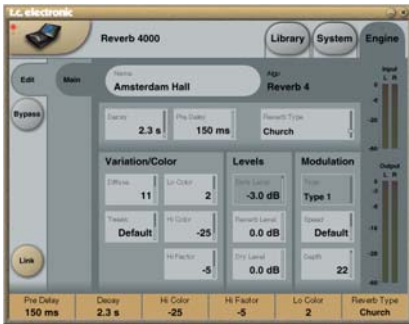 t.c. electronic
Reverb 4000
Library
System
Engine
Edit
Main
Bypass
Link
Name
Amsterdam Hall
Algo
Reverb 4
Decay
2.3 s
Pre Delay
150 ms
Reverb Type
Church
Variation/Color
Diffuse
11
Lo Color
2
Tweak
Default
Hi Color
-25
Hi Factor
-5
Levels
-3.0 dB
Reverb Level
0.0 dB
Dry Level
0.0 dB
Modulation
Type
Type 1
Speed
Default
Depth
22
Input
L R
Output
L R
Pre Delay
150 ms
Decay
2.3 s
Hi Color
-25
Hi Factor
-5
Lo Color
2
Reverb Type
Church